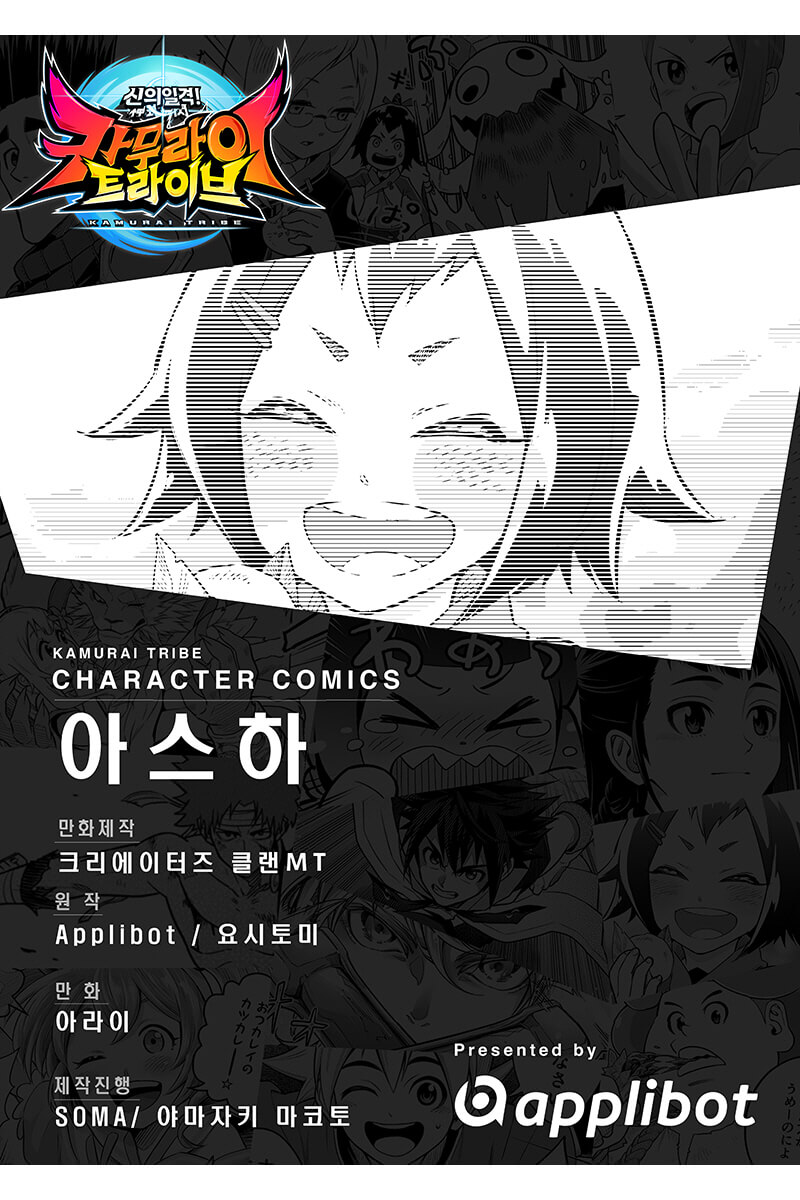 신의일격!
카무라이
트라이브
KAMURAI TRIBE
ぱ°
KAMURAI TRIBE
CHARACTER COMICS
아스하
만화제작
크리에이터즈 클랜MT
원 작
Applibot / 요시토미
만 화
아라이
제작진행
SOMA/ 야마자키 마코토
Presented by
applibot